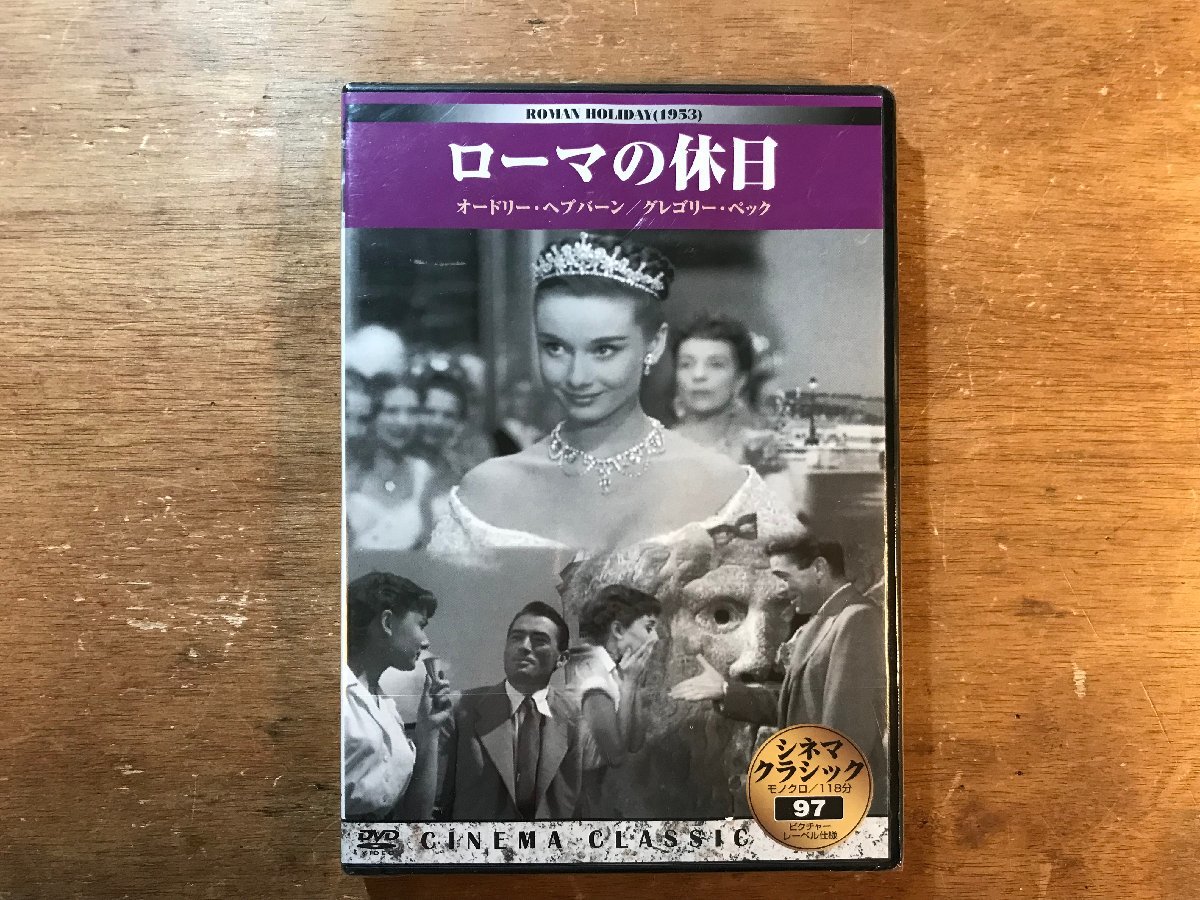 ROMAN HOLIDAY(1953)
ローマの休日
オードリー・ヘプバーン/グレゴリー・ペック
シネマ
クラシック
モノクロ/118分
97
ピクチャー
レーベル仕様
DVD
CINEMA CLASSIC